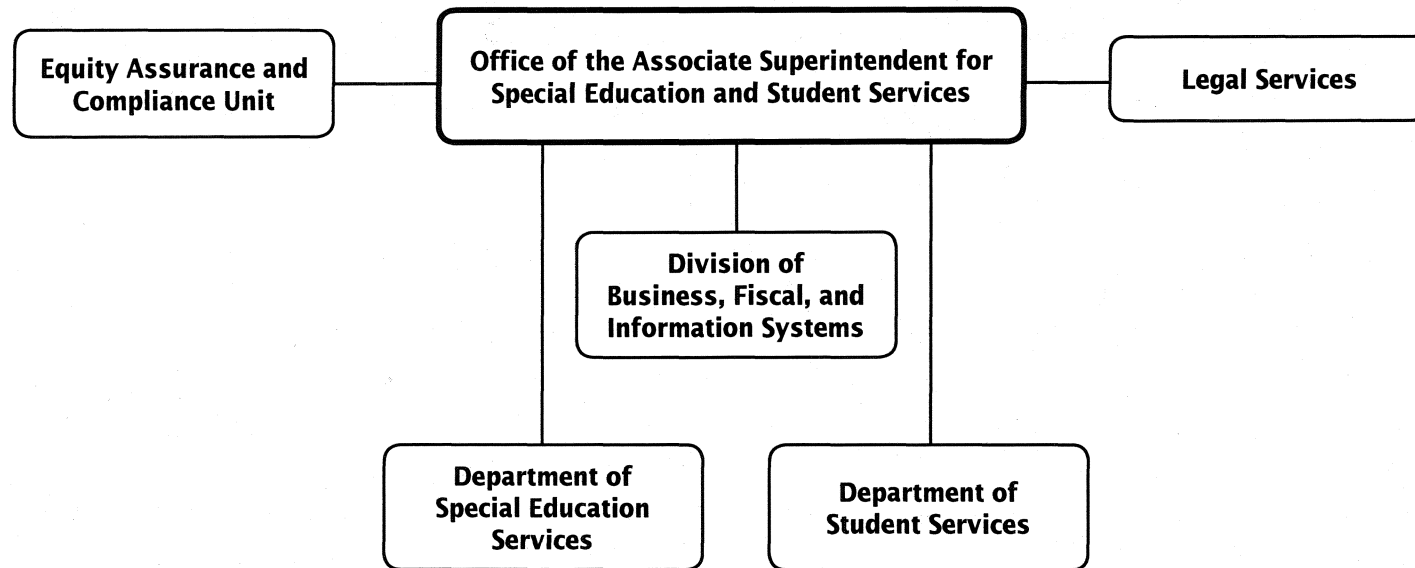 Equity Assurance and
Compliance Unit
Office of the Associate Superintendent for
Special Education and Student Services
Legal Services
Division of
Business, Fiscal, and
Information Systems
Department of
Special Education
Services
Department of
Student Services